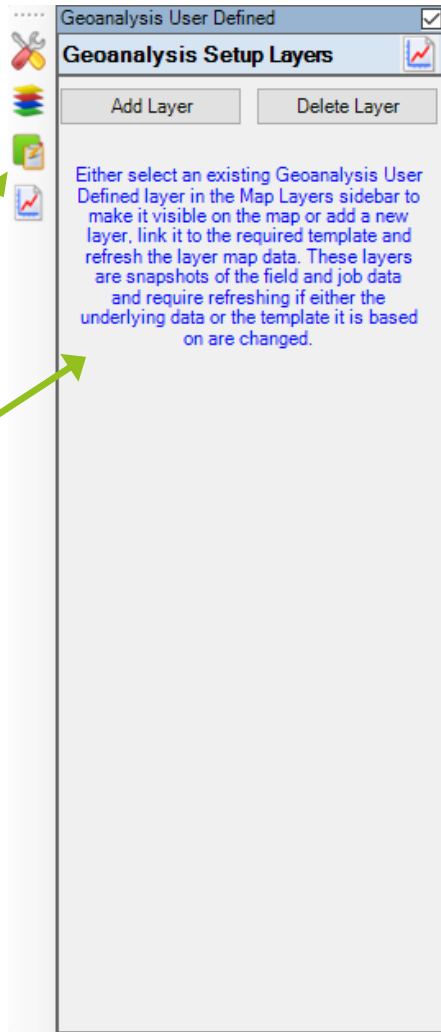 Geoanalysis User Defined
Geoanalysis Setup Layers
Add Layer Delete Layer
Either select an existing Geoanalysis User
Defined layer in the Map Layers sidebar to
make it visible on the map or add a new
layer, link it to the required template and
refresh the layer map data. These layers
are snapshots of the field and job data
and require refreshing if either the
underlying data or the template it is based
on are changed.